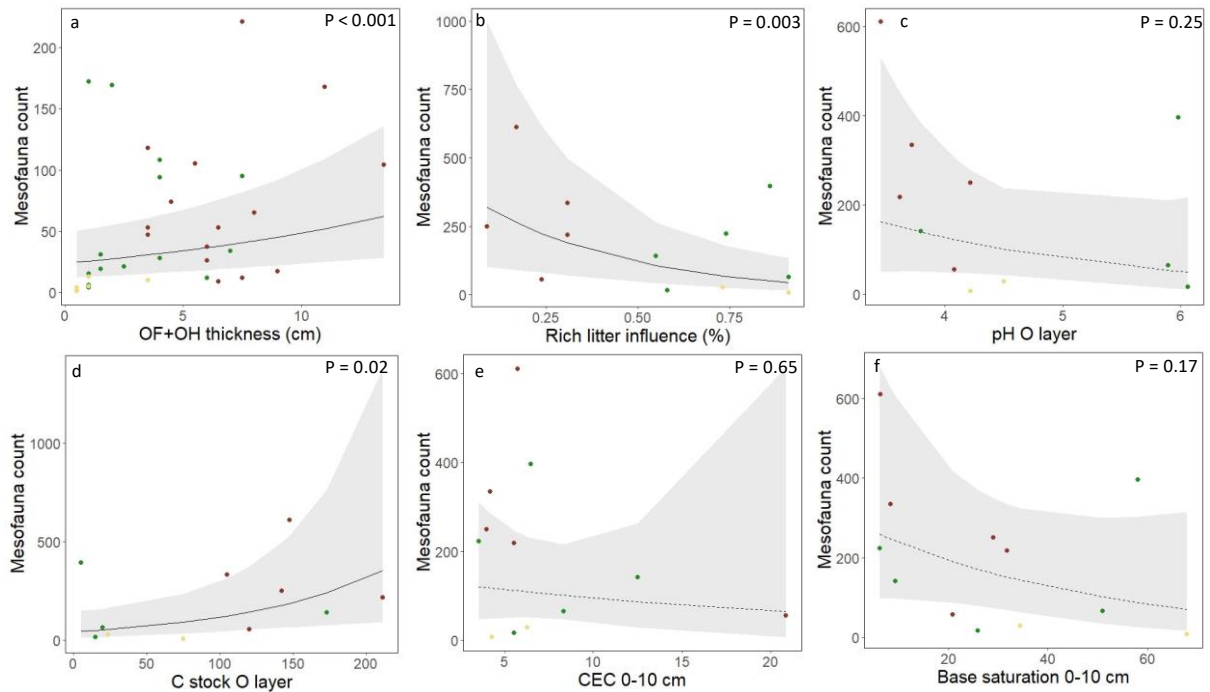 a
P < 0.001
200
150
100
50
0
Mesofauna count
0
5
10
OF+OH thickness (cm)
b
P = 0.003
1000
750
500
250
0
Mesofauna count
0.25
0.50
0.75
Rich litter influence (%)
c
P = 0.25
600
400
200
0
Mesofauna count
4
5
6
pH O layer
d
P = 0.02
1000
500
0
Mesofauna count
0
50
100
150
200
C stock O layer
e
P = 0.65
600
400
200
0
Mesofauna count
5
10
15
20
CEC 0-10 cm
f
P = 0.17
600
400
200
0
Mesofauna count
20
40
60
Base saturation 0-10 cm